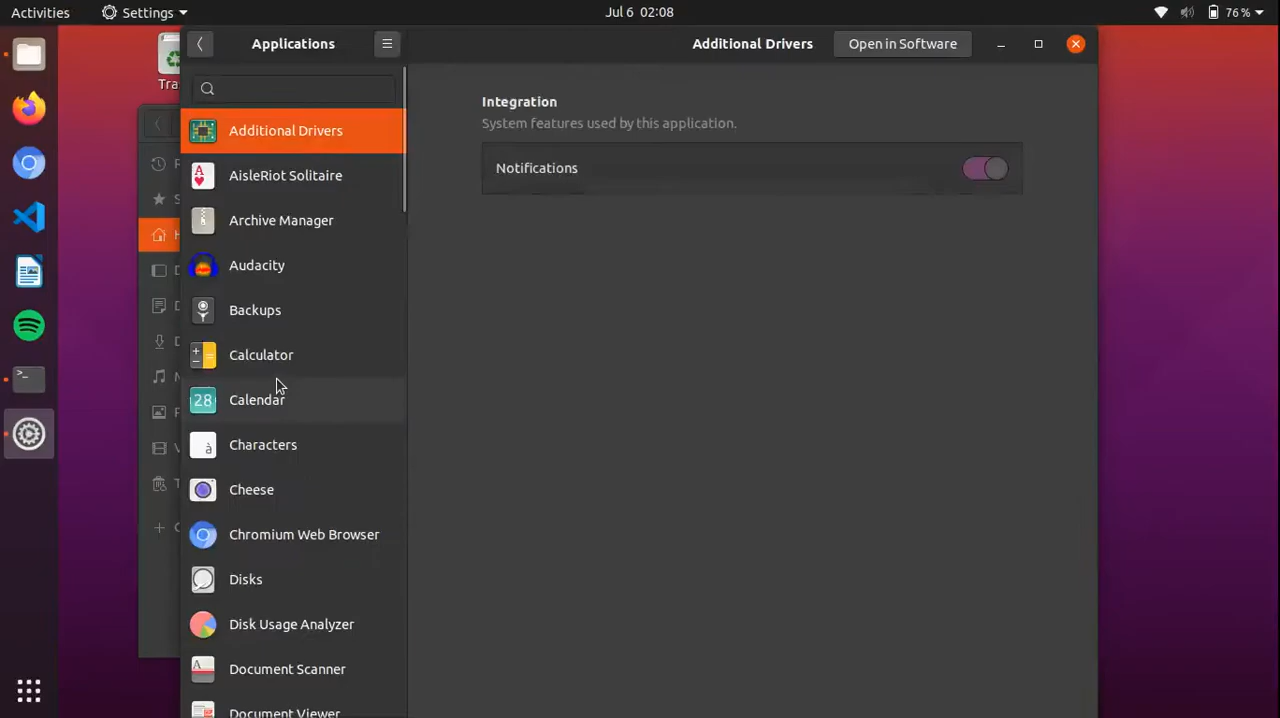 Activities
Settings
Jul 6 02:08
76%
Applications
Additional Drivers
Open in Software
Integration
System features used by this application.
Notifications
Additional Drivers
AisleRiot Solitaire
Archive Manager
Audacity
Backups
Calculator
28
Calendar
Characters
Cheese
Chromium Web Browser
Disks
Disk Usage Analyzer
Document Scanner
Document Viewer